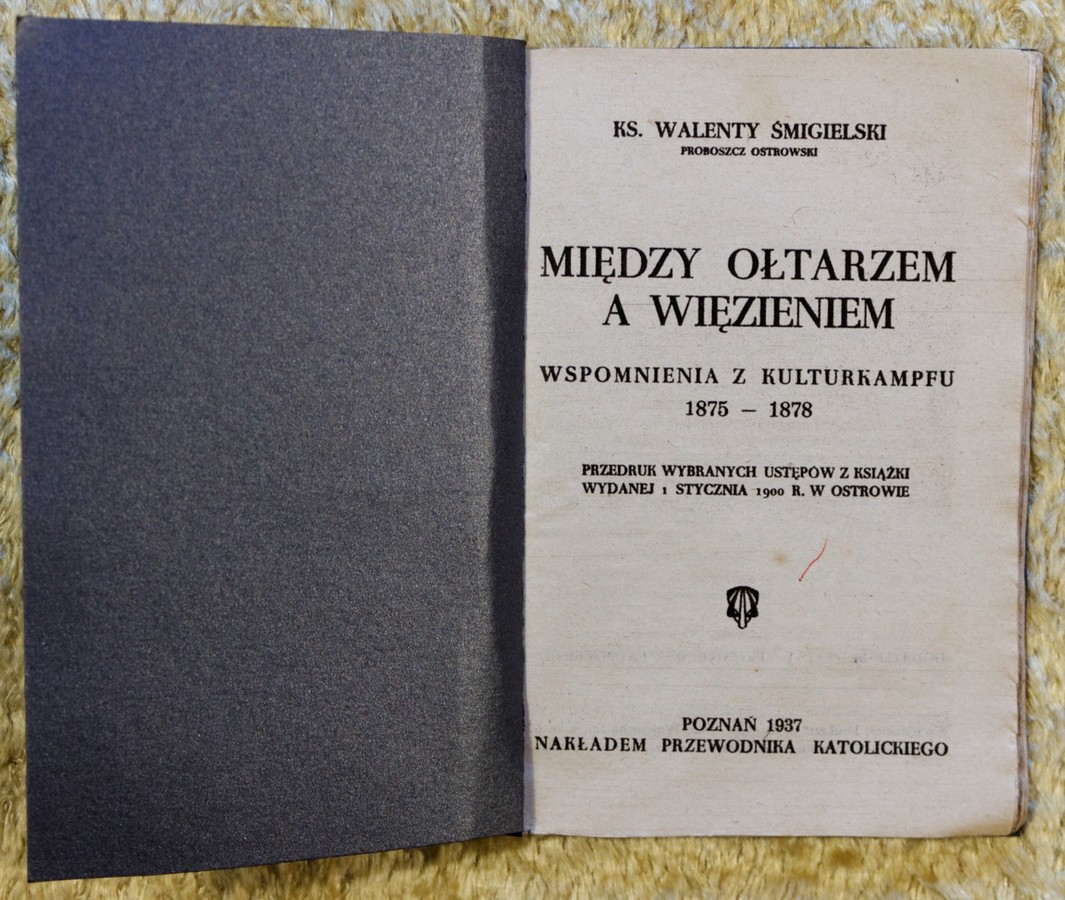 KS. WALENTY ŚMIGIELSKI
PROBOSZCZ OSTROWSKI
MIĘDZY OŁTARZEM
A WIĘZIENIEM
WSPOMNIENIA Z KULTURKAMPFU
1875 — 1878
PRZEDRUK WYBRANYCH USTĘPÓW Z KSIĄŻKI
WYDANEJ 1 STYCZNIA 1900 R. W OSTROWIE
POZNAŃ 1937
NAKŁADEM PRZEWODNIKA KATOLICKIEGO